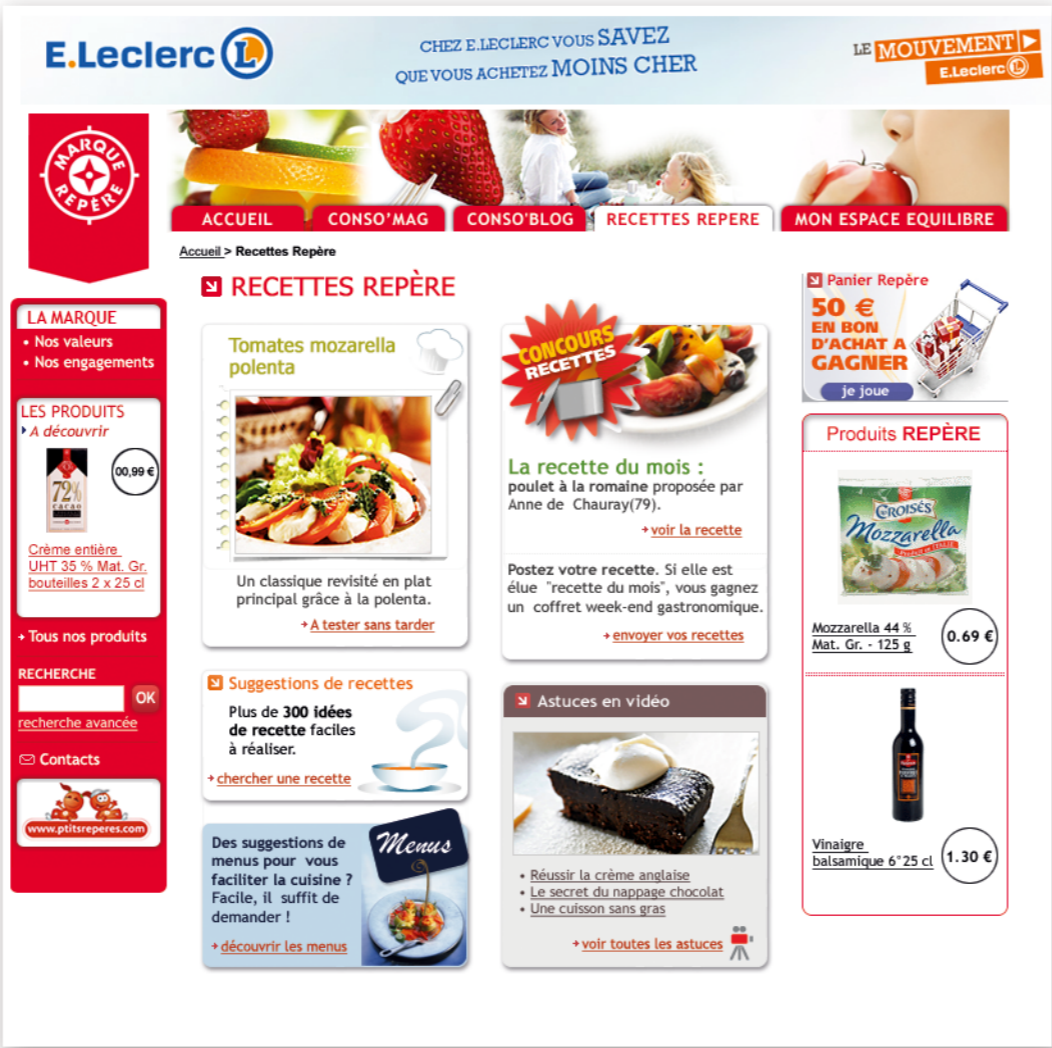 E.Leclerc L
CHEZ E.LECLERC VOUS SAVEZ
QUE VOUS ACHETEZ MOINS CHER
LE MOUVEMENT
E.Leclerc L
MARQUE
REPÈRE
ACCUEIL
CONSO'MAG
CONSO'BLOG
RECETTES REPERE
MON ESPACE EQUILIBRE
Accueil > Recettes Repère
LA MARQUE
• Nos valeurs
• Nos engagements
LES PRODUITS
A découvrir
72%
cacao
00,99 €
Crème entière
UHT 35 % Mat. Gr.
bouteilles 2 x 25 cl
Tous nos produits
RECHERCHE
OK
recherche avancée
Contacts
www.ptitsreperes.com
RECETTES REPÈRE
Tomates mozarella
polenta
Un classique revisité en plat
principal grâce à la polenta.
A tester sans tarder
CONCOURS
RECETTES
La recette du mois :
poulet à la romaine proposée par
Anne de Chauray(79).
voir la recette
Postez votre recette. Si elle est
élue "recette du mois", vous gagnez
un coffret week-end gastronomique.
envoyer vos recettes
Suggestions de recettes
Plus de 300 idées
de recette faciles
à réaliser.
chercher une recette
Des suggestions de
menus pour vous
faciliter la cuisine ?
Facile, il suffit de
demander !
découvrir les menus
Menus
Astuces en vidéo
• Réussir la crème anglaise
• Le secret du nappage chocolat
• Une cuisson sans gras
voir toutes les astuces
Panier Repère
50 €
EN BON
D'ACHAT A
GAGNER
je joue
Produits REPÈRE
CROISÉS
Mozzarella
Mozzarella 44 %
Mat. Gr. - 125 g
0.69 €
Vinaigre
balsamique 6°25 cl
1.30 €